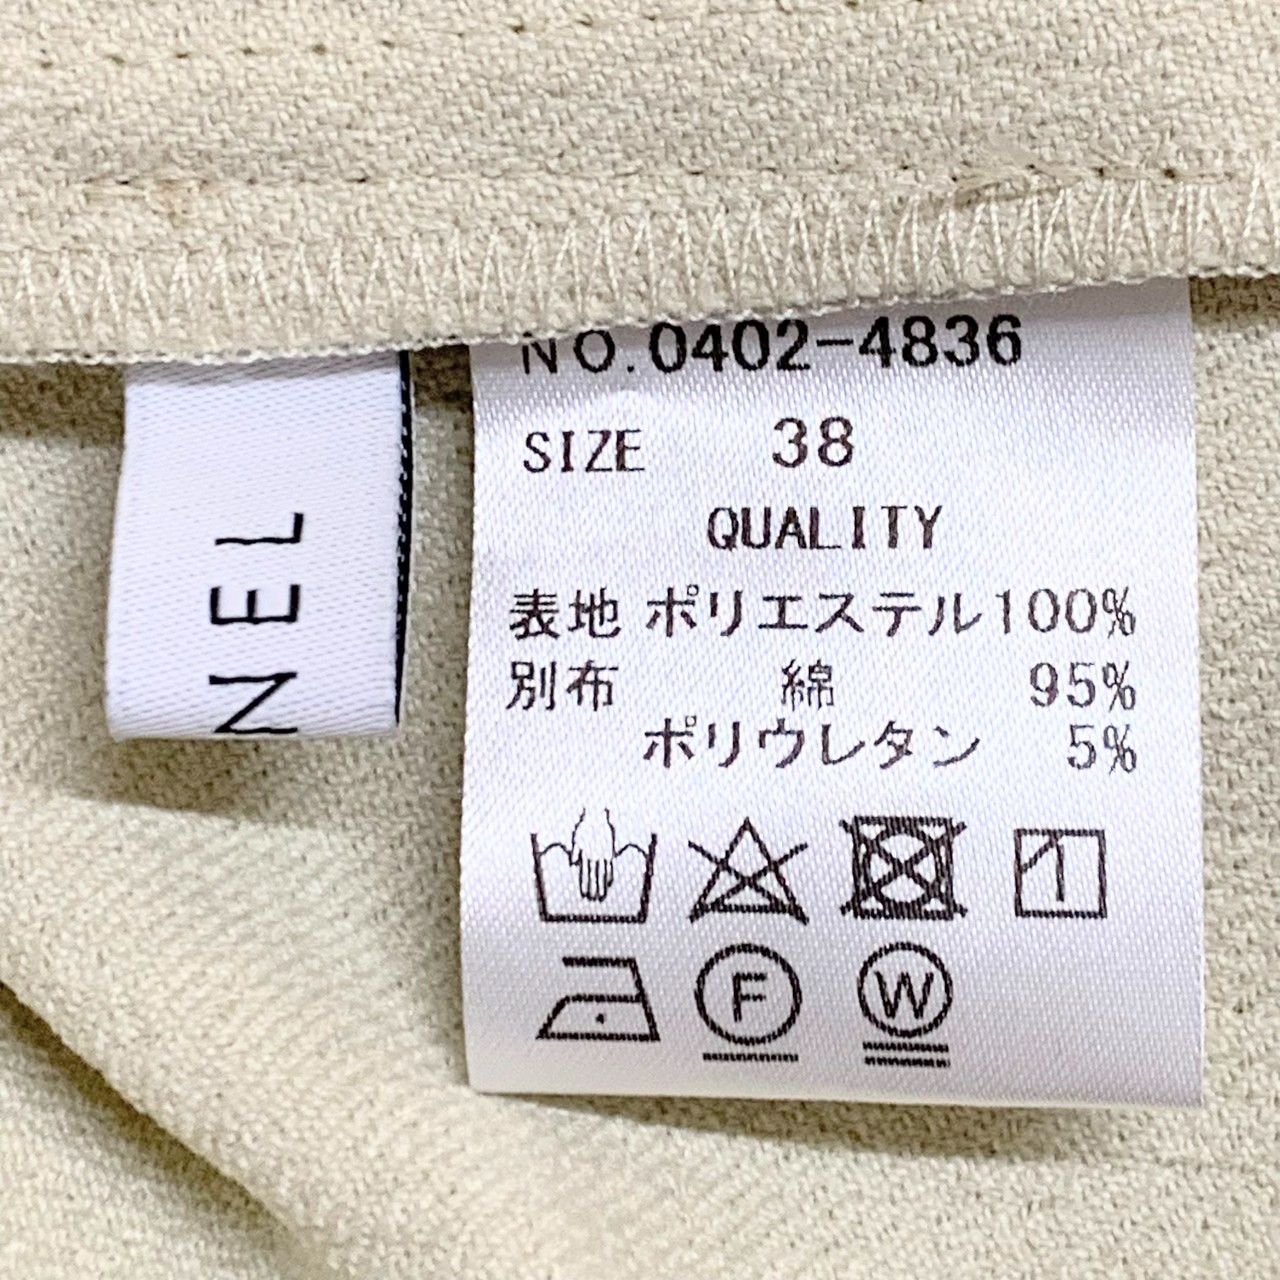 NO.0402-4836
SIZE 38
QUALITY
表地 ポリエステル100%
別布 綿 95%
ポリウレタン 5%
F W
NEL